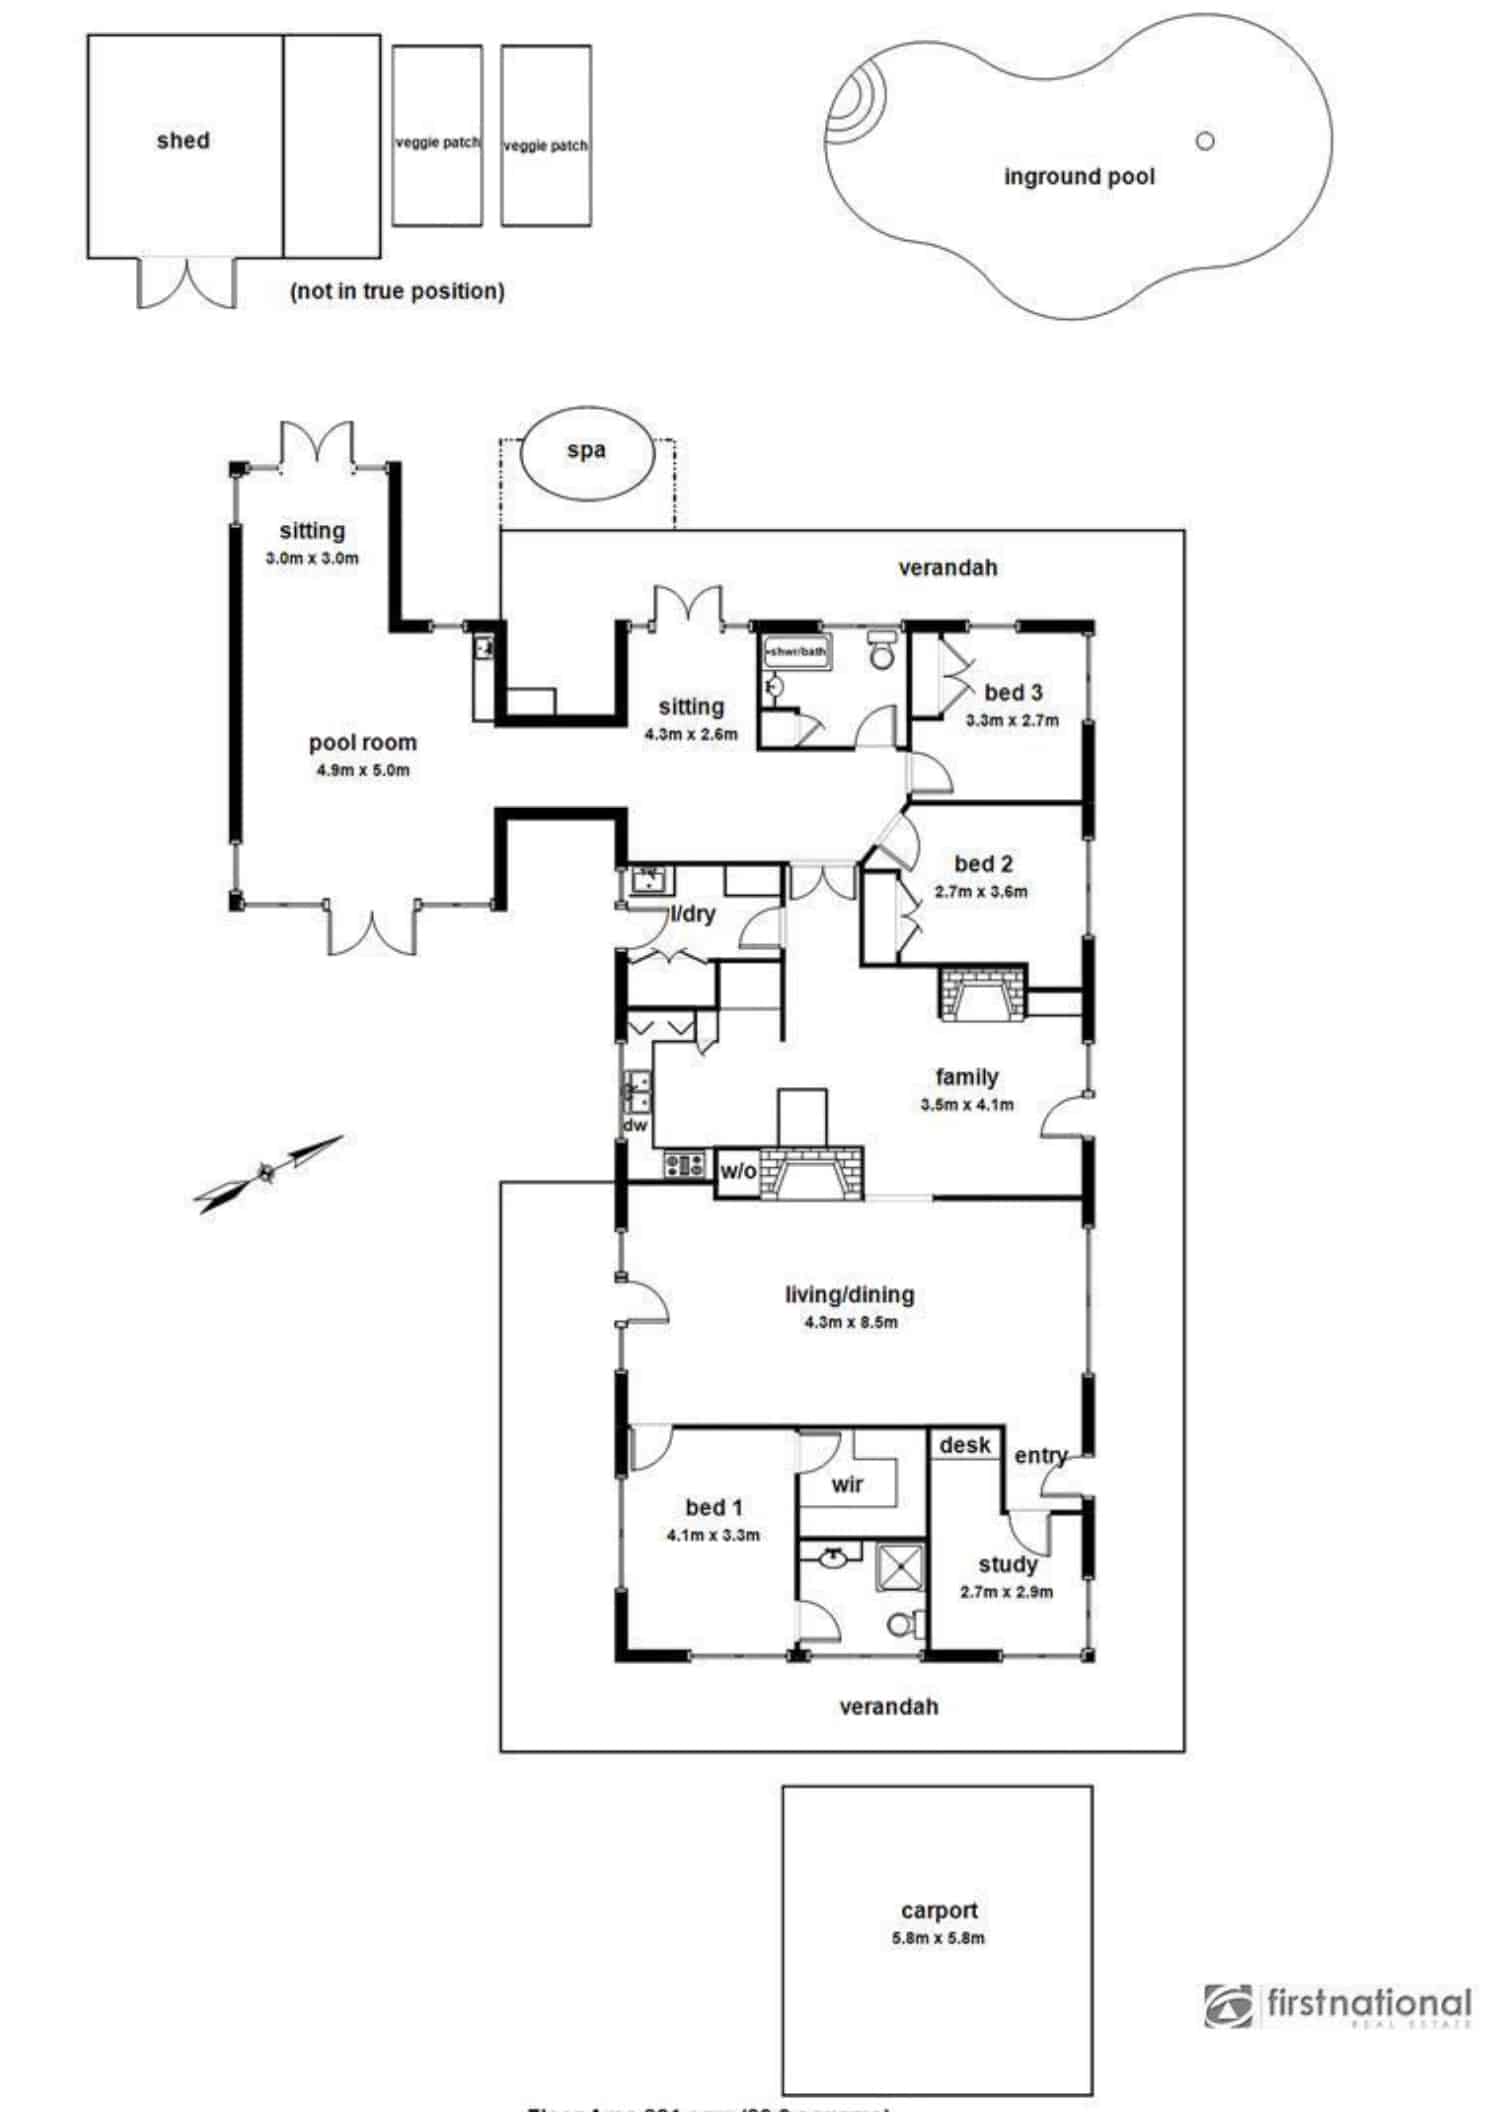 shed
veggie patch
veggie patch
inground pool
(not in true position)
spa
sitting
3.0m x 3.0m
verandah
shwr/bath
bed 3
3.3m x 2.7m
sitting
4.3m x 2.6m
pool room
4.9m x 5.0m
bed 2
2.7m x 3.6m
l/dry
family
3.5m x 4.1m
dw
w/o
living/dining
4.3m x 8.5m
desk
entry
wir
bed 1
4.1m x 3.3m
study
2.7m x 2.9m
verandah
carport
5.8m x 5.8m
firstnational
REAL ESTATE